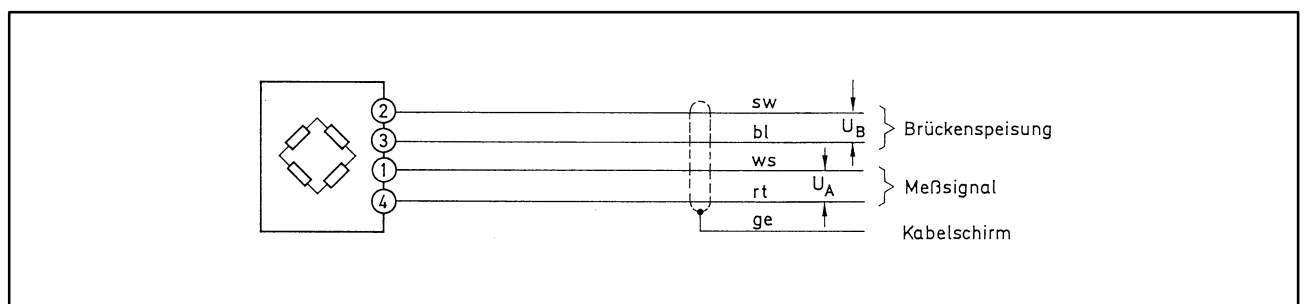 2 sw
3 bl U_B Brückenspeisung
1 ws
4 rt U_A Meßsignal
ge Kabelschirm